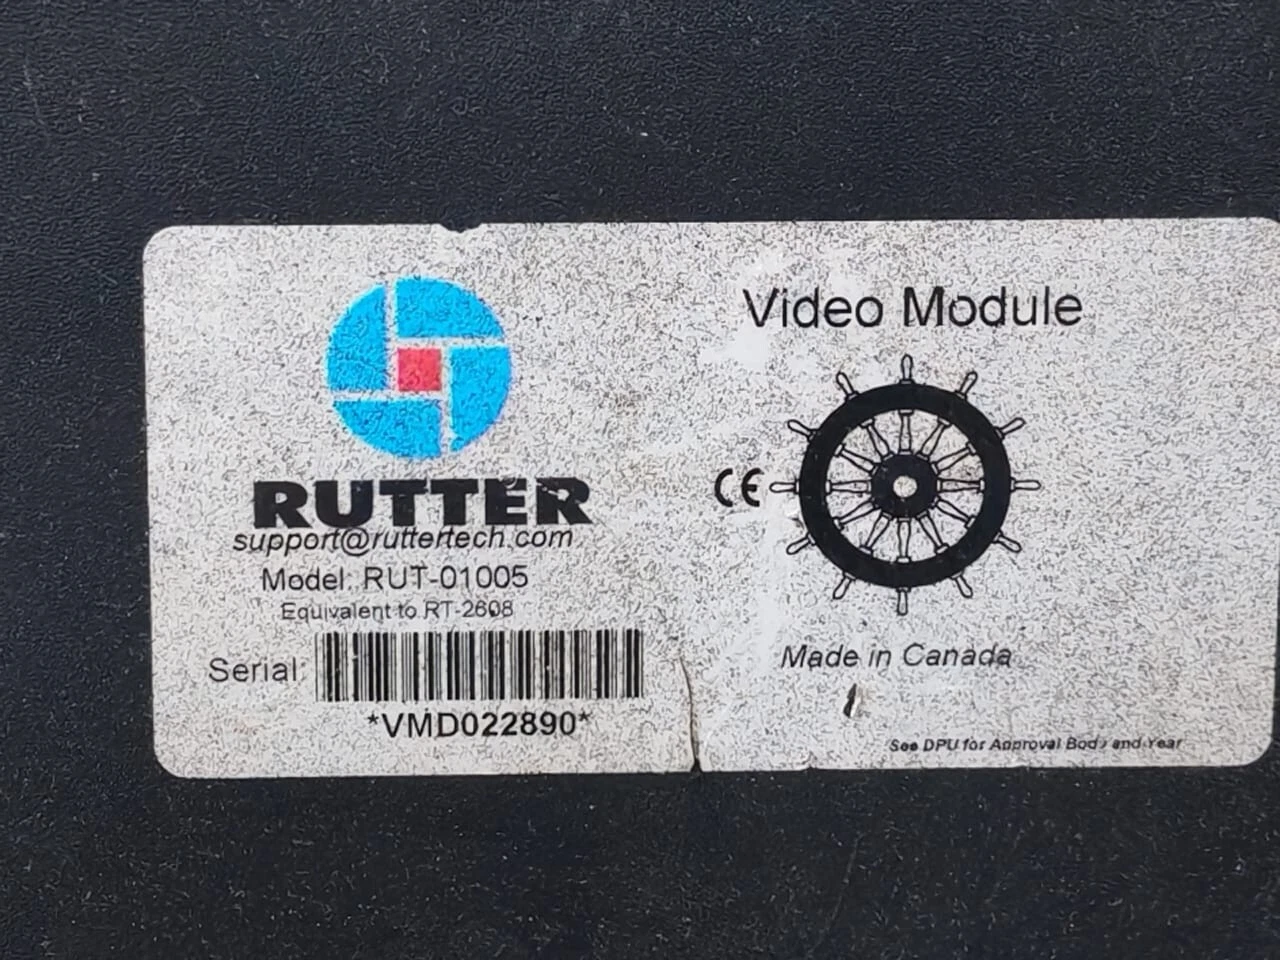 RUTTER
support@ruttertech.com
Model: RUT-01005
Equivalent to RT-2608
Serial
*VMD022890*
Video Module
CE
Made in Canada
See DPU for Approval Body and Year